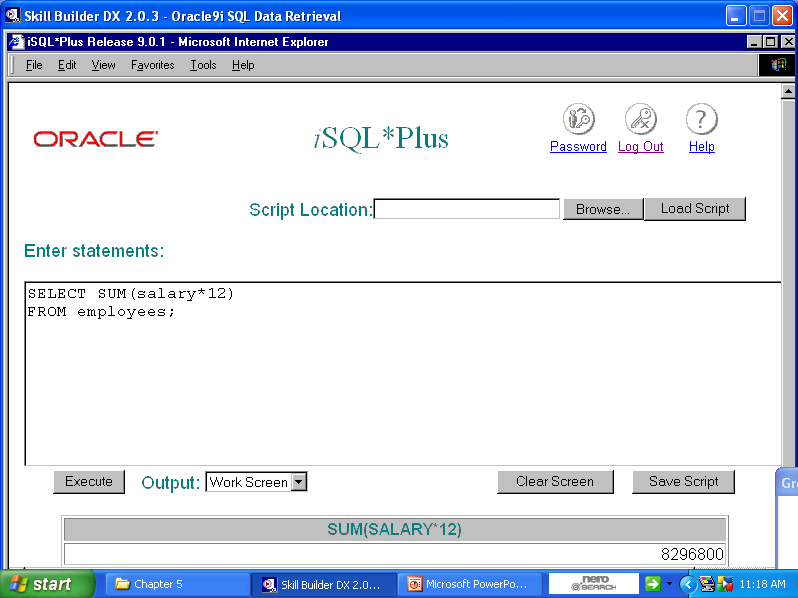 Skill Builder DX 2.0.3 - Oracle9i SQL Data Retrieval
iSQL*Plus Release 9.0.1 - Microsoft Internet Explorer
File Edit View Favorites Tools Help
ORACLE'
iSQL*Plus
Password Log Out Help
Script Location: Browse... Load Script
Enter statements:
SELECT SUM(salary*12)
FROM employees;
Execute Output: Work Screen Clear Screen Save Script
Gr
SUM(SALARY*12)
8296800
start Chapter 5 Skill Builder DX 2.0... Microsoft PowerPo... nero @SEARCH 11:18 AM